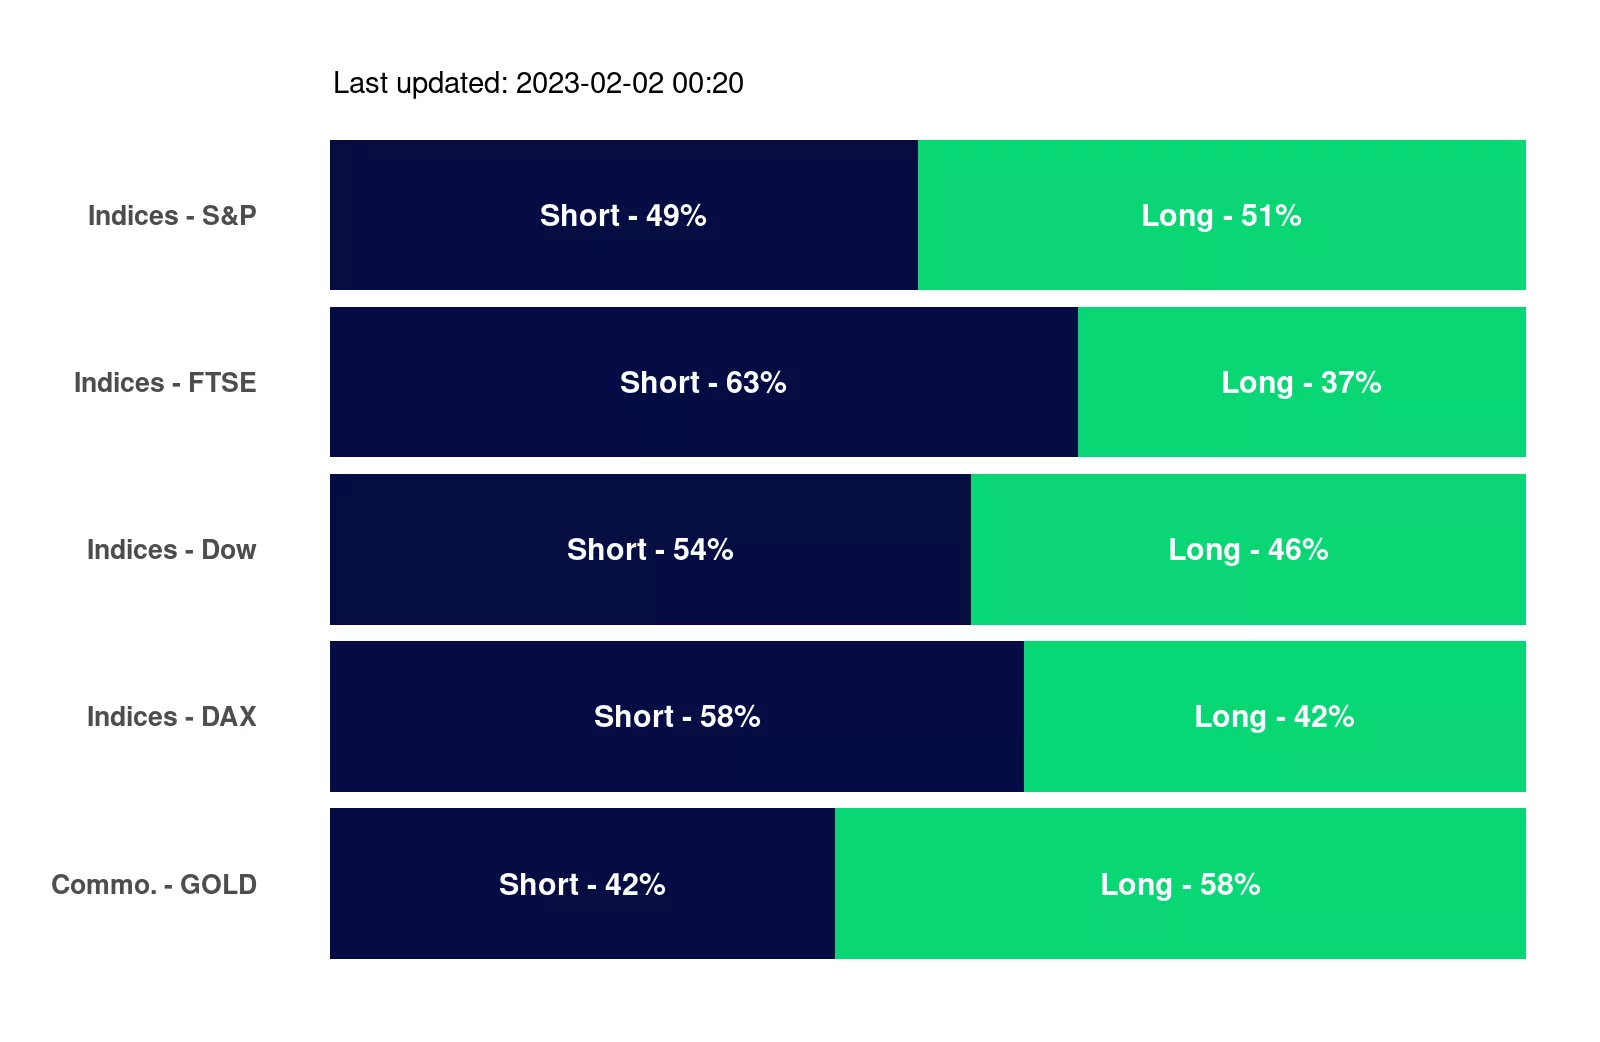 Last updated: 2023-02-02 00:20
Indices - S&P Short - 49% Long - 51%
Indices - FTSE Short - 63% Long - 37%
Indices - Dow Short - 54% Long - 46%
Indices - DAX Short - 58% Long - 42%
Commo. - GOLD Short - 42% Long - 58%